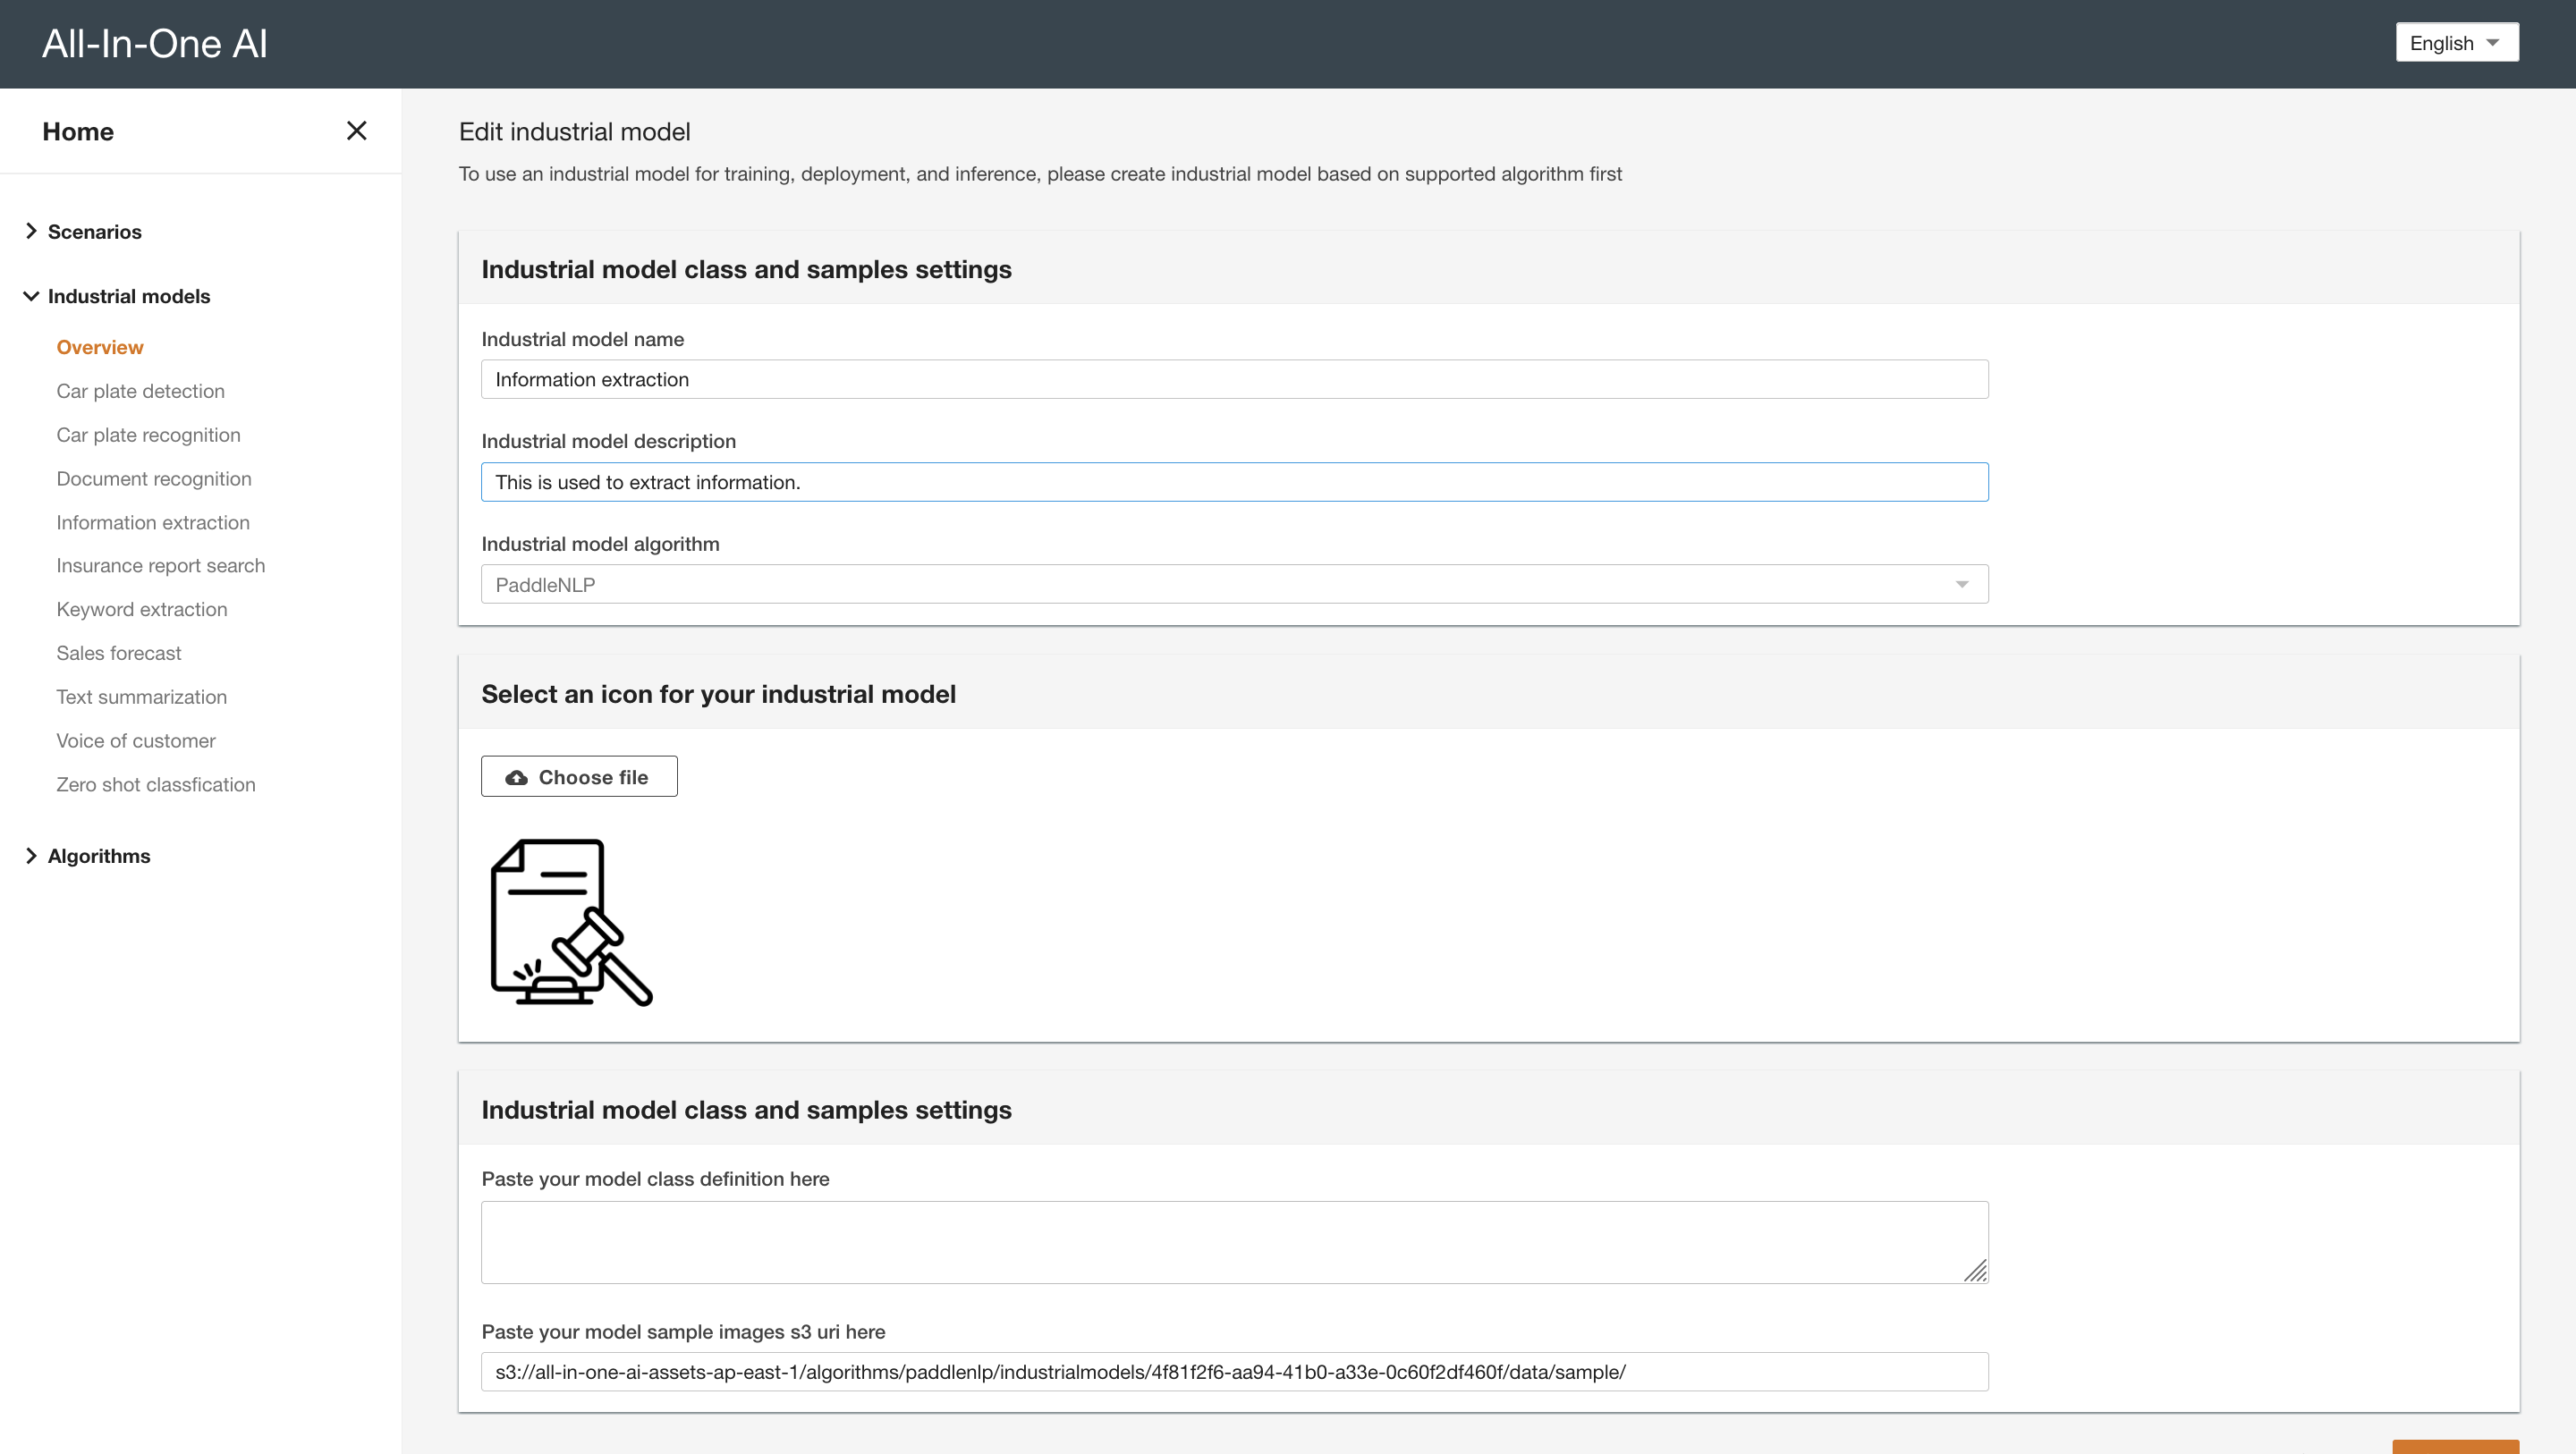 All-In-One AI
English
Home
Scenarios
Industrial models
Overview
Car plate detection
Car plate recognition
Document recognition
Information extraction
Insurance report search
Keyword extraction
Sales forecast
Text summarization
Voice of customer
Zero shot classfication
Algorithms
Edit industrial model
To use an industrial model for training, deployment, and inference, please create industrial model based on supported algorithm first
Industrial model class and samples settings
Industrial model name
Information extraction
Industrial model description
This is used to extract information.
Industrial model algorithm
PaddleNLP
Select an icon for your industrial model
Choose file
Industrial model class and samples settings
Paste your model class definition here
Paste your model sample images s3 uri here
s3://all-in-one-ai-assets-ap-east-1/algorithms/paddlenlp/industrialmodels/4f81f2f6-aa94-41b0-a33e-0c60f2df460f/data/sample/